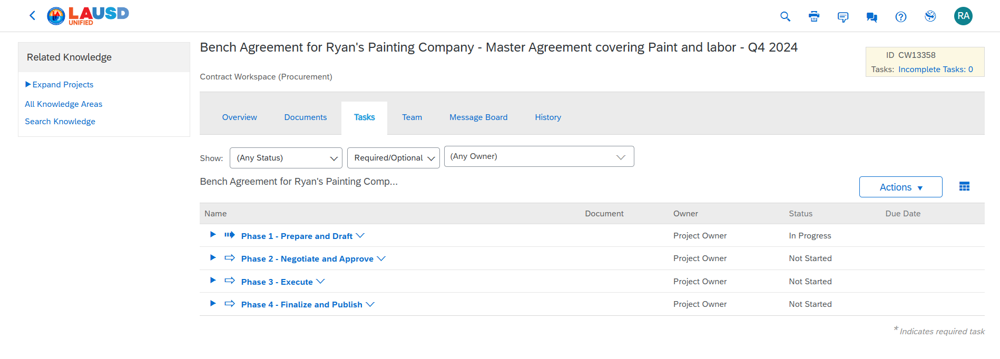 LAUSD
UNIFIED
RA
Related Knowledge
Expand Projects
All Knowledge Areas
Search Knowledge
Bench Agreement for Ryan's Painting Company - Master Agreement covering Paint and labor - Q4 2024
ID CW13358
Tasks: Incomplete Tasks: 0
Contract Workspace (Procurement)
Overview Documents Tasks Team Message Board History
Show: (Any Status) Required/Optional (Any Owner)
Bench Agreement for Ryan's Painting Comp...
Actions
Name Document Owner Status Due Date
Phase 1 - Prepare and Draft Project Owner In Progress
Phase 2 - Negotiate and Approve Project Owner Not Started
Phase 3 - Execute Project Owner Not Started
Phase 4 - Finalize and Publish Project Owner Not Started
* Indicates required task